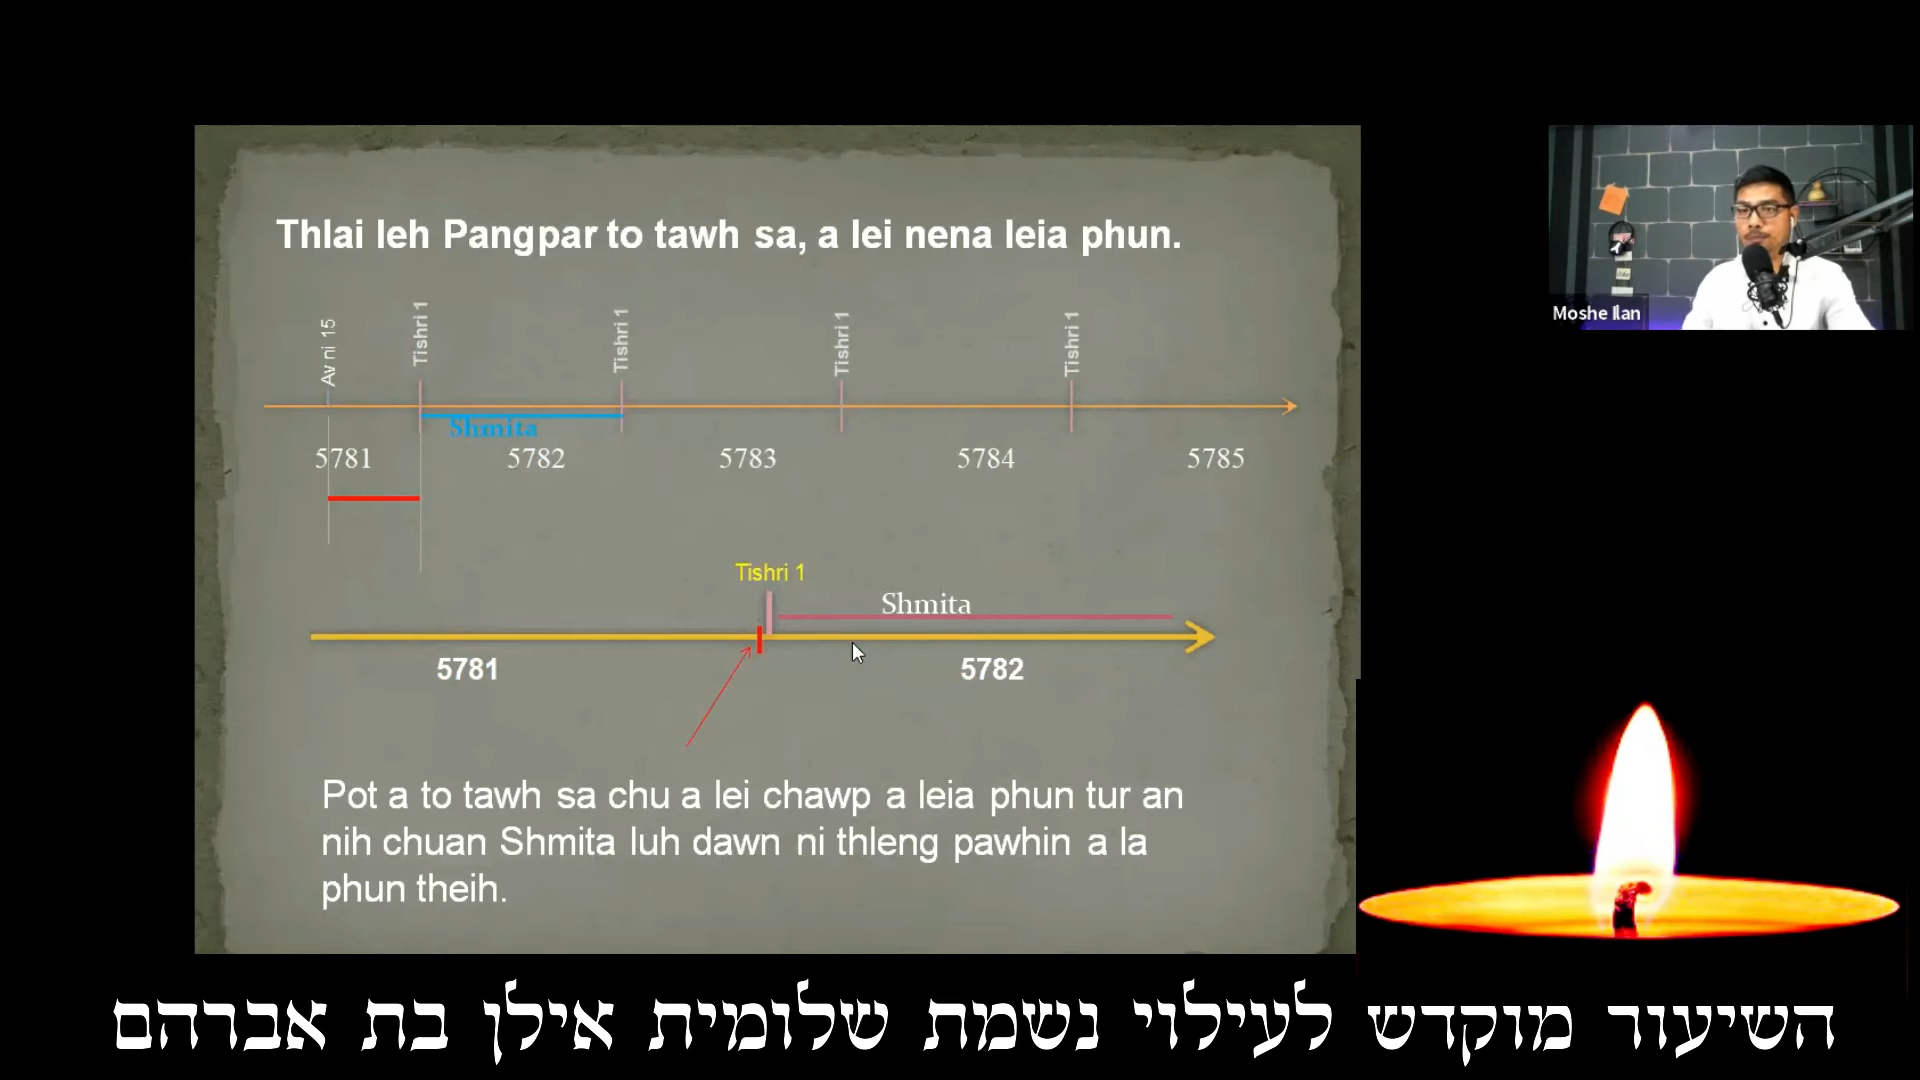 Thlai leh Pangpar to tawh sa, a lei nena leia phun.
Av ni 15
Tishri 1
Tishri 1
Tishri 1
Tishri 1
Shmita
5781
5782
5783
5784
5785
Tishri 1
Shmita
5781
5782
Pot a to tawh sa chu a lei chawp a leia phun tur an
nih chuan Shmita luh dawn ni thleng pawhin a la
phun theih.
Moshe Ilan
השיעור מוקדש לעילוי נשמת שלומית אילן בת אברהם